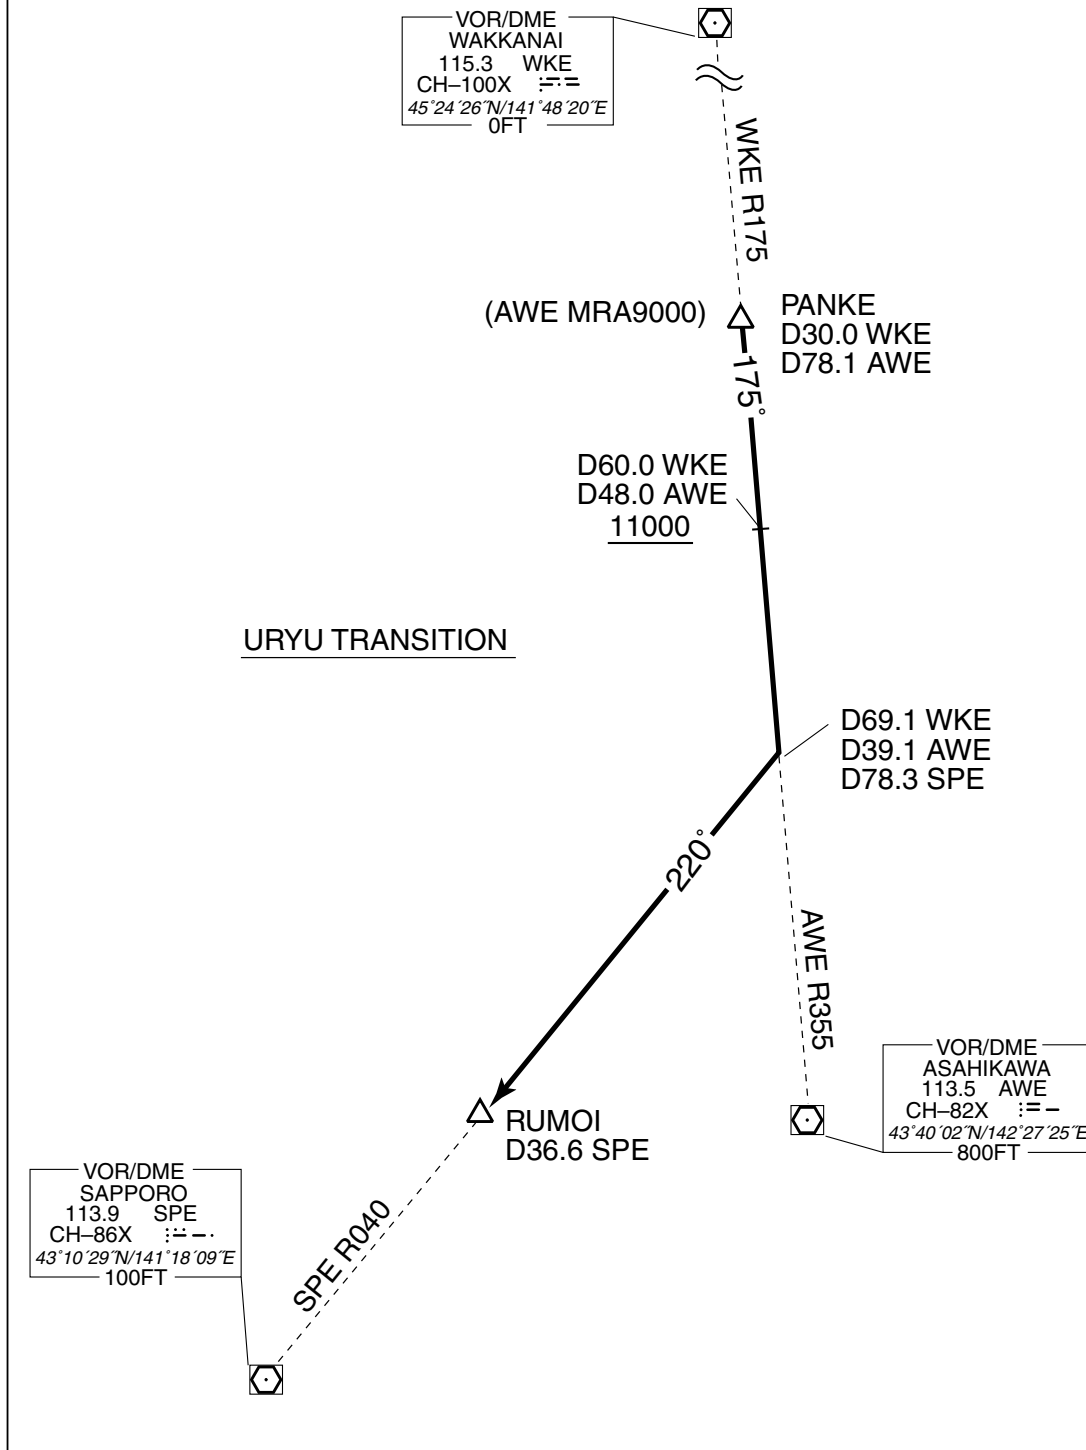 VOR/DME
WAKKANAI
115.3 WKE
CH–100X
45°24´26˝N/141°48´20˝E
0FT
WKE R175
(AWE MRA9000)
PANKE
D30.0 WKE
D78.1 AWE
175°
D60.0 WKE
D48.0 AWE
11000
URYU TRANSITION
D69.1 WKE
D39.1 AWE
D78.3 SPE
220°
AWE R355
VOR/DME
ASAHIKAWA
113.5 AWE
CH–82X
43°40´02˝N/142°27´25˝E
800FT
RUMOI
D36.6 SPE
VOR/DME
SAPPORO
113.9 SPE
CH–86X
43°10´29˝N/141°18´09˝E
100FT
SPE R040